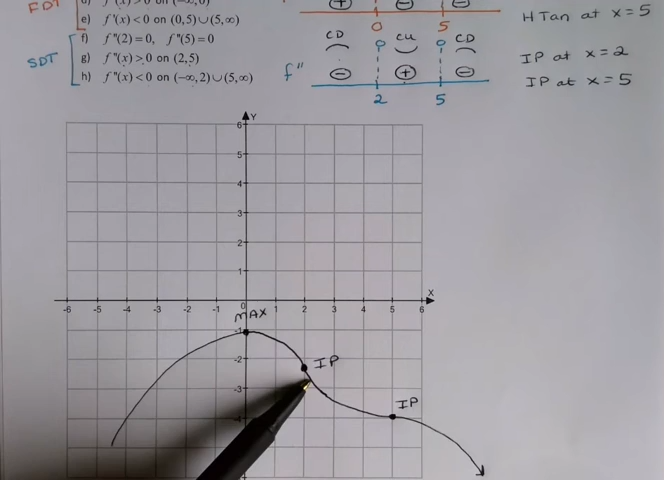 FDT
e) f'(x) < 0 on (0,5)∪(5,∞)
f) f''(2) = 0, f''(5) = 0
SDT
g) f''(x) > 0 on (2,5)
h) f''(x) < 0 on (−∞,2)∪(5,∞)
0 5
CD CU CD
0 0
f'' − + −
2 5
H Tan at x = 5
IP at x = 2
IP at x = 5
Y
6
5
4
3
2
1
-6 -5 -4 -3 -2 -1 0 1 2 3 4 5 6 X
MAX
-1
-2
IP
-3
IP
-4